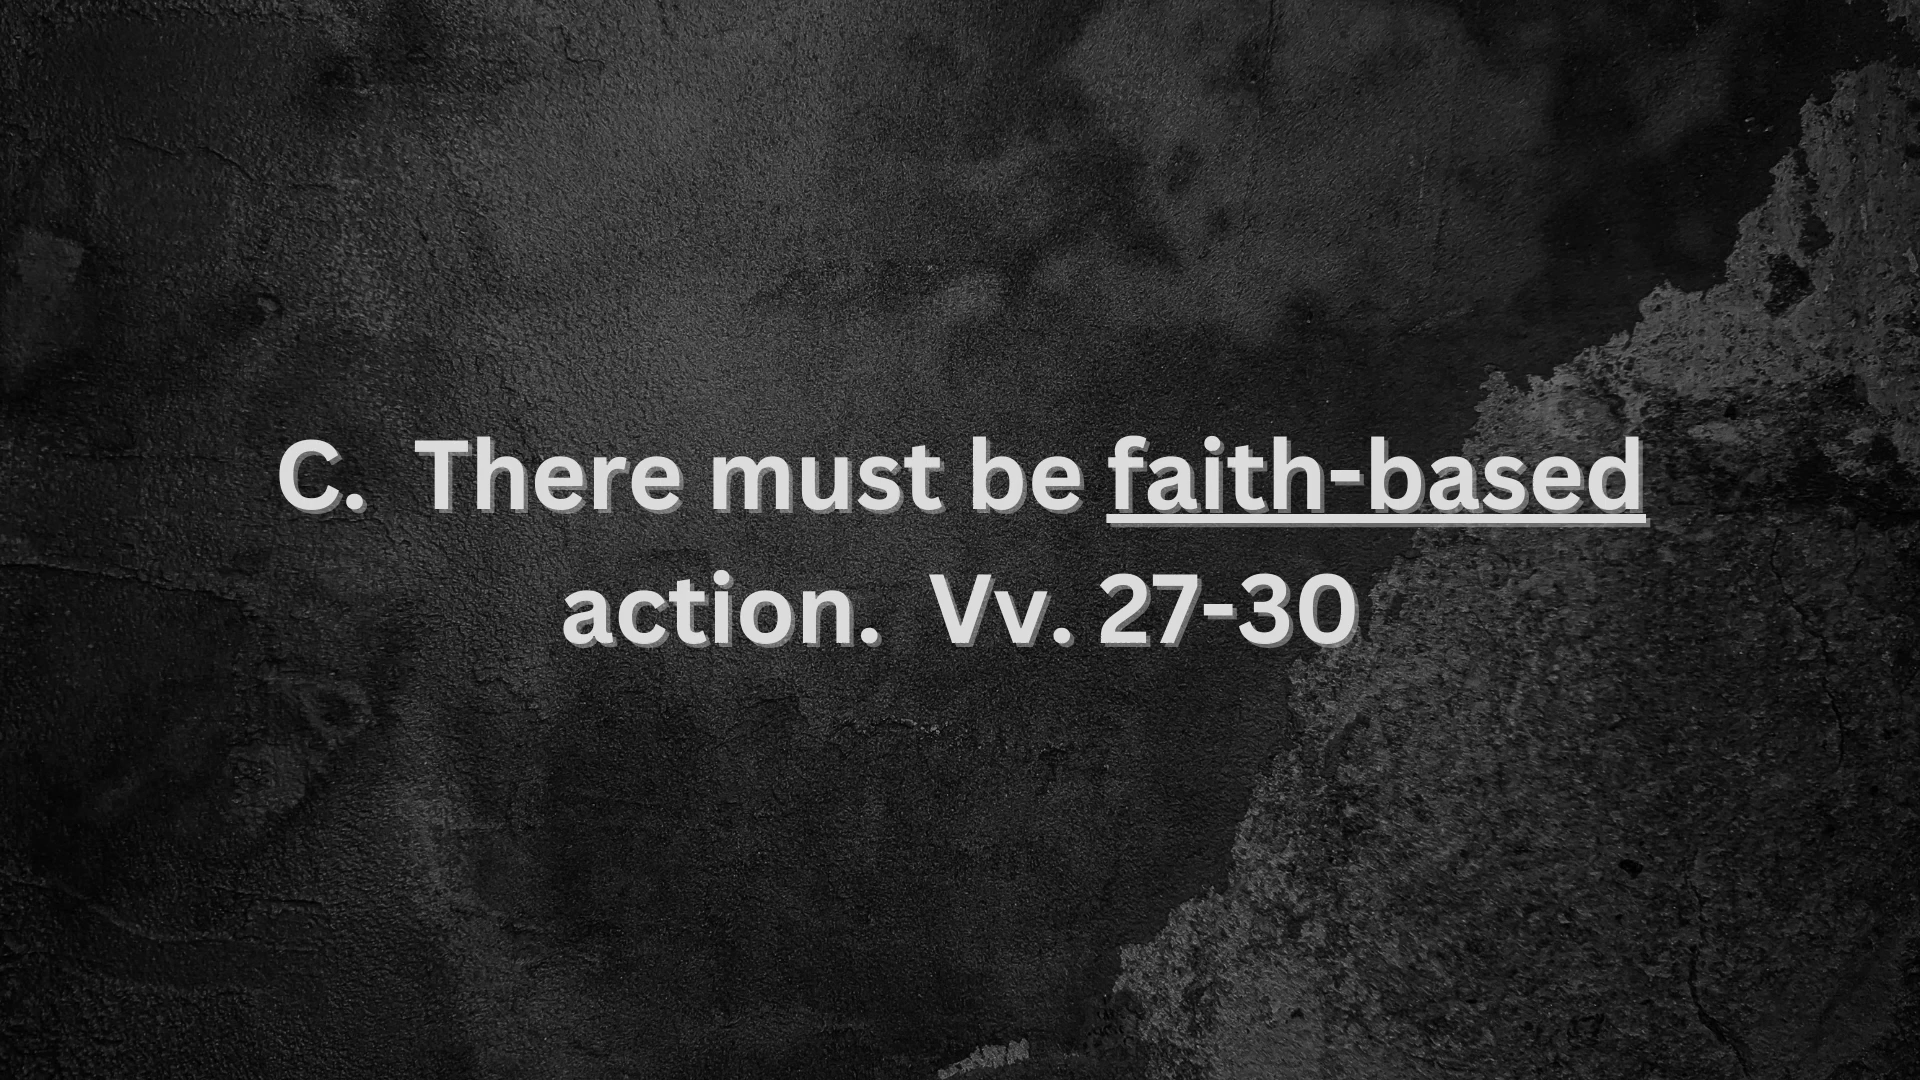 C.  There must be faith-based
action.  Vv. 27-30